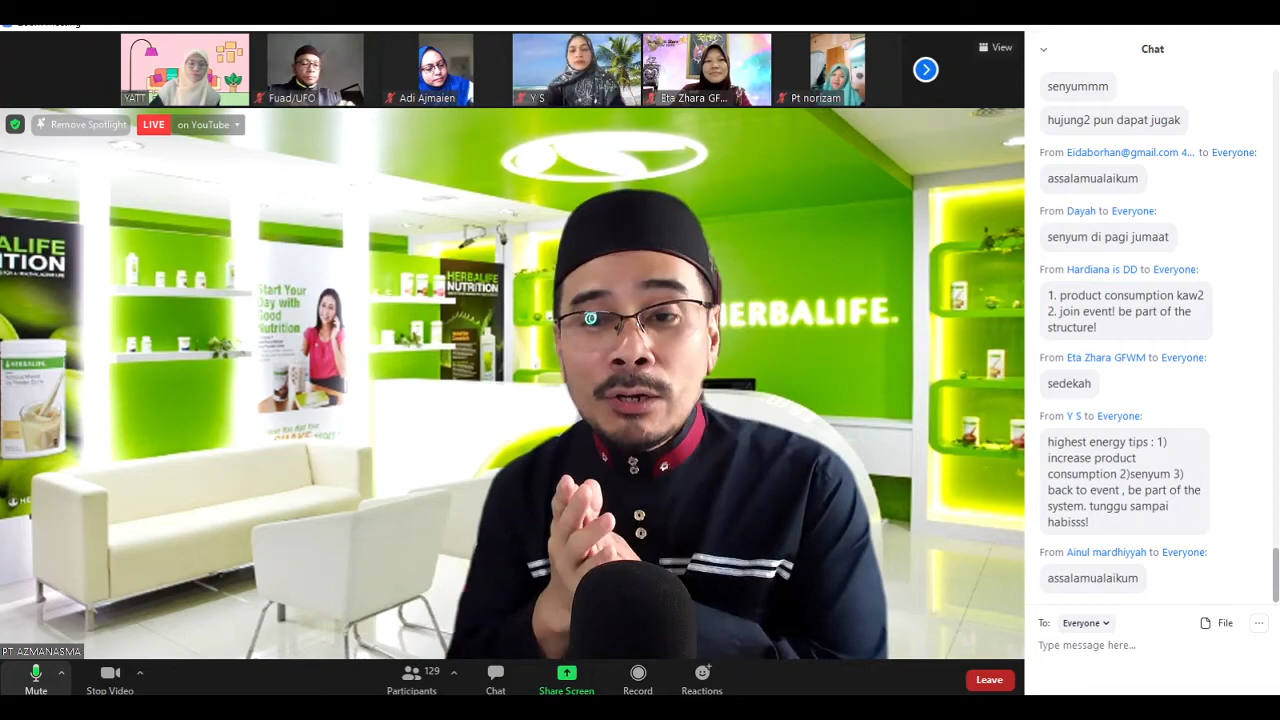 Zoom Meeting
YATT
Fuad/UFO
Adi Ajmaien
Y S
Eta Zhara GF...
Pt norizam
View
Remove Spotlight
LIVE
on YouTube
HERBALIFE
NUTRITION
Start Your
Day with
Good
Nutrition
HERBALIFE
NUTRITION
HERBALIFE.
HERBALIFE
PT AZMANASMA
Mute
Stop Video
129
Participants
Chat
Share Screen
Record
Reactions
Leave
Chat
senyummm
hujung2 pun dapat jugak
From Eidaborhan@gmail.com 4... to Everyone:
assalamualaikum
From Dayah to Everyone:
senyum di pagi jumaat
From Hardiana is DD to Everyone:
1. product consumption kaw2
2. join event! be part of the
structure!
From Eta Zhara GFWM to Everyone:
sedekah
From Y S to Everyone:
highest energy tips : 1)
increase product
consumption 2)senyum 3)
back to event , be part of the
system. tunggu sampai
habisss!
From Ainul mardhiyyah to Everyone:
assalamualaikum
To: Everyone
File
...
Type message here...